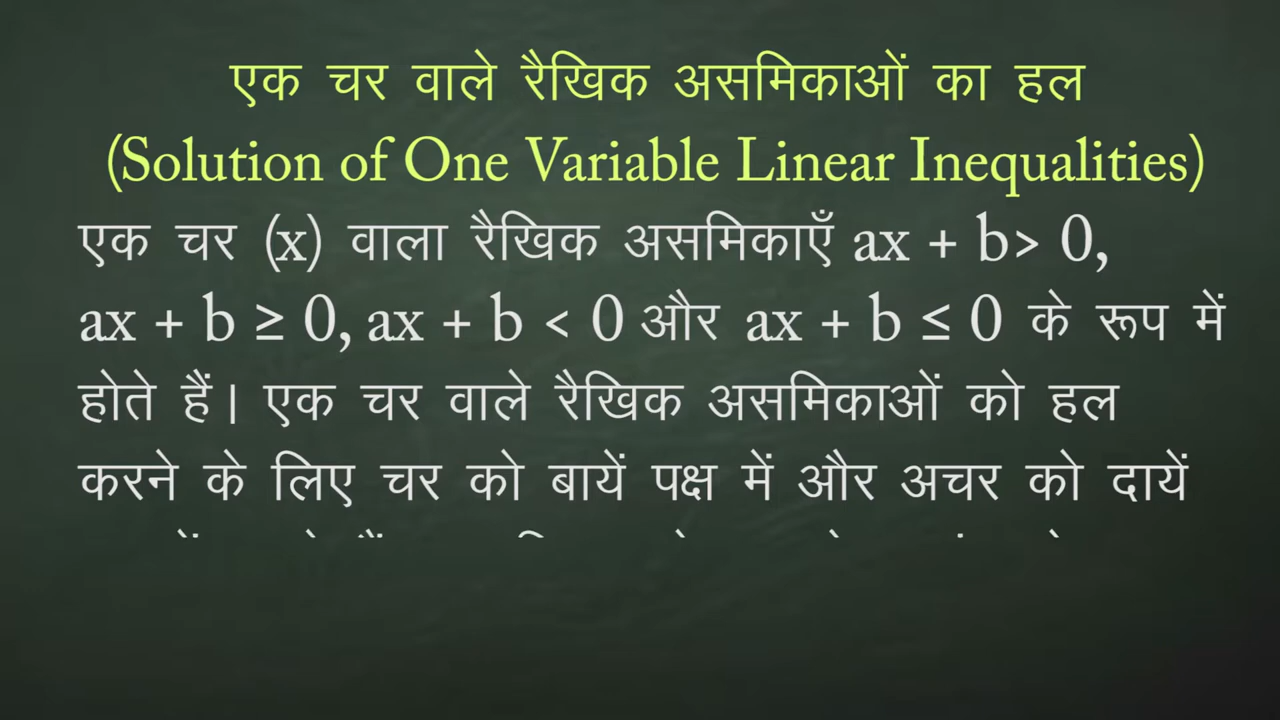 एक चर वाले रैखिक असमिकाओं का हल
(Solution of One Variable Linear Inequalities)
एक चर (x) वाला रैखिक असमिकाएँ ax + b> 0,
ax + b ≥ 0, ax + b < 0 और ax + b ≤ 0 के रूप में
होते हैं। एक चर वाले रैखिक असमिकाओं को हल
करने के लिए चर को बायें पक्ष में और अचर को दायें